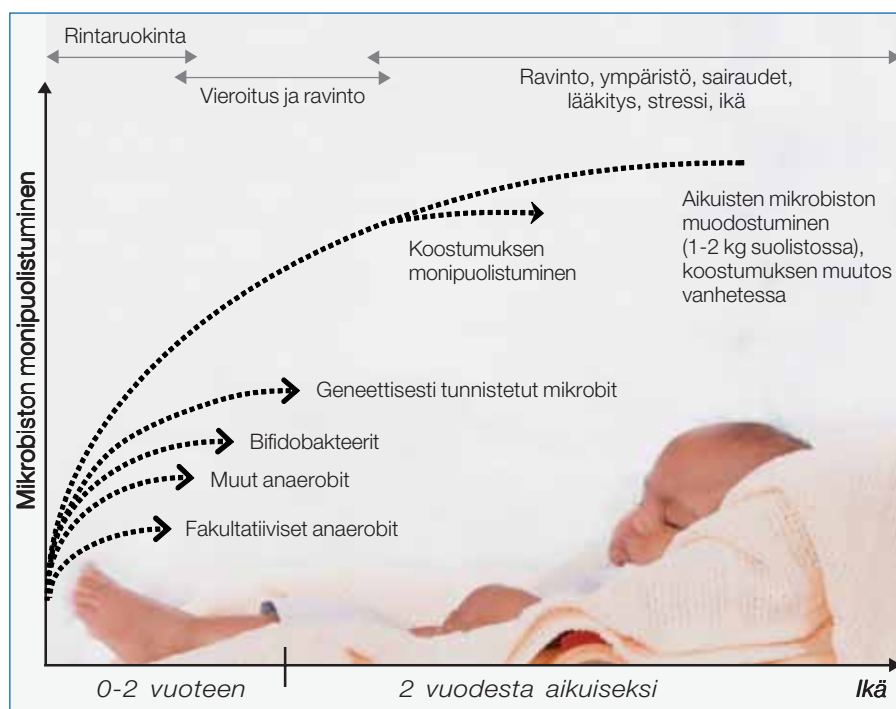 Rintaruokinta
Vieroitus ja ravinto
Ravinto, ympäristö, sairaudet,
lääkitys, stressi, ikä
Mikrobiston monipuolistuminen
Koostumuksen
monipuolistuminen
Aikuisten mikrobiston
muodostuminen
(1-2 kg suolistossa),
koostumuksen muutos
vanhetessa
Geneettisesti tunnistetut mikrobit
Bifidobakteerit
Muut anaerobit
Fakultatiiviset anaerobit
0-2 vuoteen
2 vuodesta aikuiseksi
Ikä